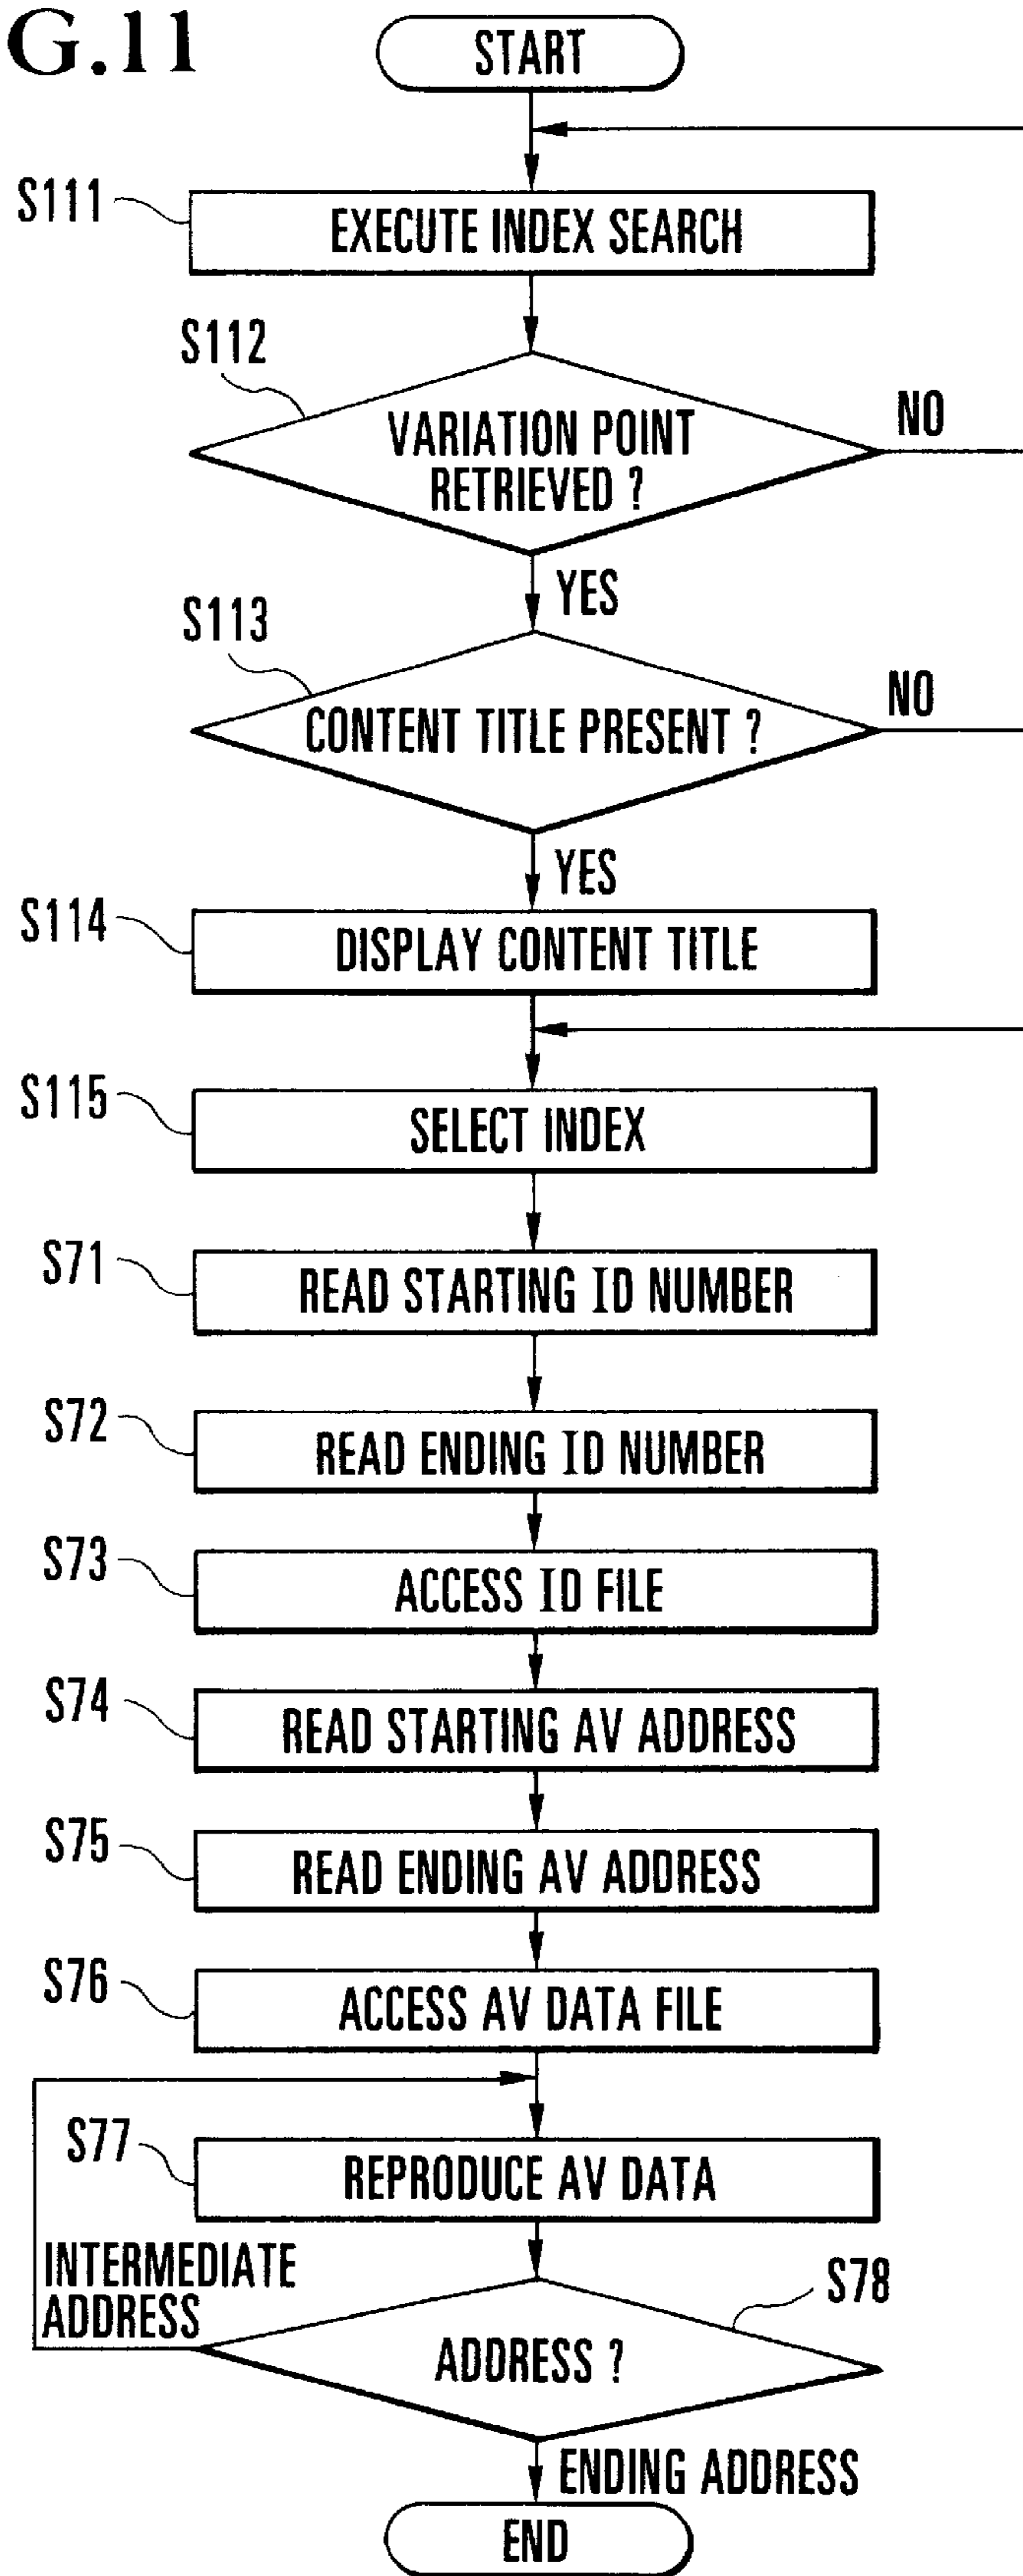 G.11
START
S111
EXECUTE INDEX SEARCH
S112
VARIATION POINT
RETRIEVED ?
NO
YES
S113
CONTENT TITLE PRESENT ?
NO
YES
S114
DISPLAY CONTENT TITLE
S115
SELECT INDEX
S71
READ STARTING ID NUMBER
S72
READ ENDING ID NUMBER
S73
ACCESS ID FILE
S74
READ STARTING AV ADDRESS
S75
READ ENDING AV ADDRESS
S76
ACCESS AV DATA FILE
S77
REPRODUCE AV DATA
INTERMEDIATE
ADDRESS
S78
ADDRESS ?
ENDING ADDRESS
END